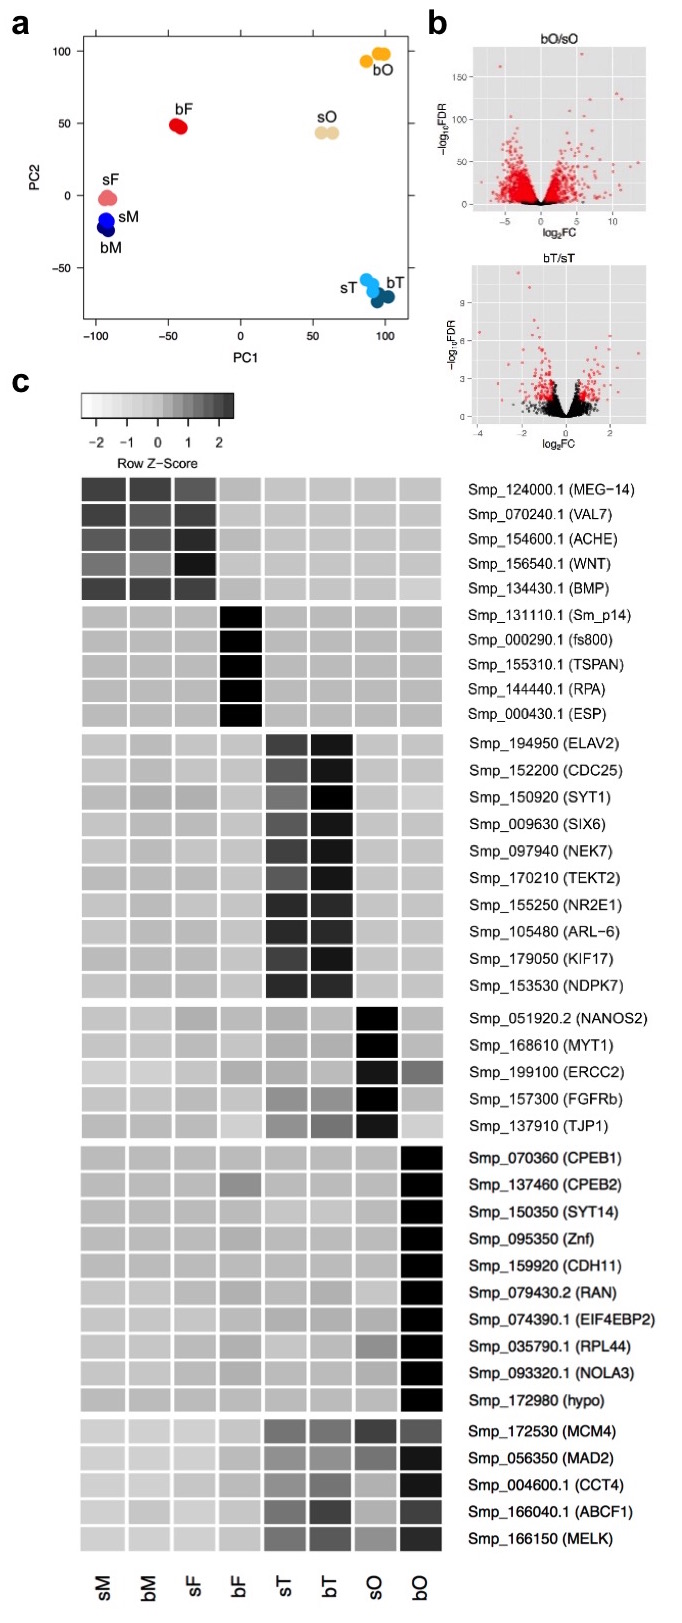 a
100
50
0
−50
−100
−50
0
50
100
PC2
PC1
bF
sF
sM
bM
bO
sO
sT
bT
b
bO/sO
150
100
50
0
−5
0
5
10
−log10FDR
log2FC
bT/sT
9
6
3
0
−4
−2
0
2
−log10FDR
log2FC
c
−2 −1 0 1 2
Row Z−Score
Smp_124000.1 (MEG−14)
Smp_070240.1 (VAL7)
Smp_154600.1 (ACHE)
Smp_156540.1 (WNT)
Smp_134430.1 (BMP)
Smp_131110.1 (Sm_p14)
Smp_000290.1 (fs800)
Smp_155310.1 (TSPAN)
Smp_144440.1 (RPA)
Smp_000430.1 (ESP)
Smp_194950 (ELAV2)
Smp_152200 (CDC25)
Smp_150920 (SYT1)
Smp_009630 (SIX6)
Smp_097940 (NEK7)
Smp_170210 (TEKT2)
Smp_155250 (NR2E1)
Smp_105480 (ARL−6)
Smp_179050 (KIF17)
Smp_153530 (NDPK7)
Smp_051920.2 (NANOS2)
Smp_168610 (MYT1)
Smp_199100 (ERCC2)
Smp_157300 (FGFRb)
Smp_137910 (TJP1)
Smp_070360 (CPEB1)
Smp_137460 (CPEB2)
Smp_150350 (SYT14)
Smp_095350 (Znf)
Smp_159920 (CDH11)
Smp_079430.2 (RAN)
Smp_074390.1 (EIF4EBP2)
Smp_035790.1 (RPL44)
Smp_093320.1 (NOLA3)
Smp_172980 (hypo)
Smp_172530 (MCM4)
Smp_056350 (MAD2)
Smp_004600.1 (CCT4)
Smp_166040.1 (ABCF1)
Smp_166150 (MELK)
sM bM sF bF sT bT sO bO